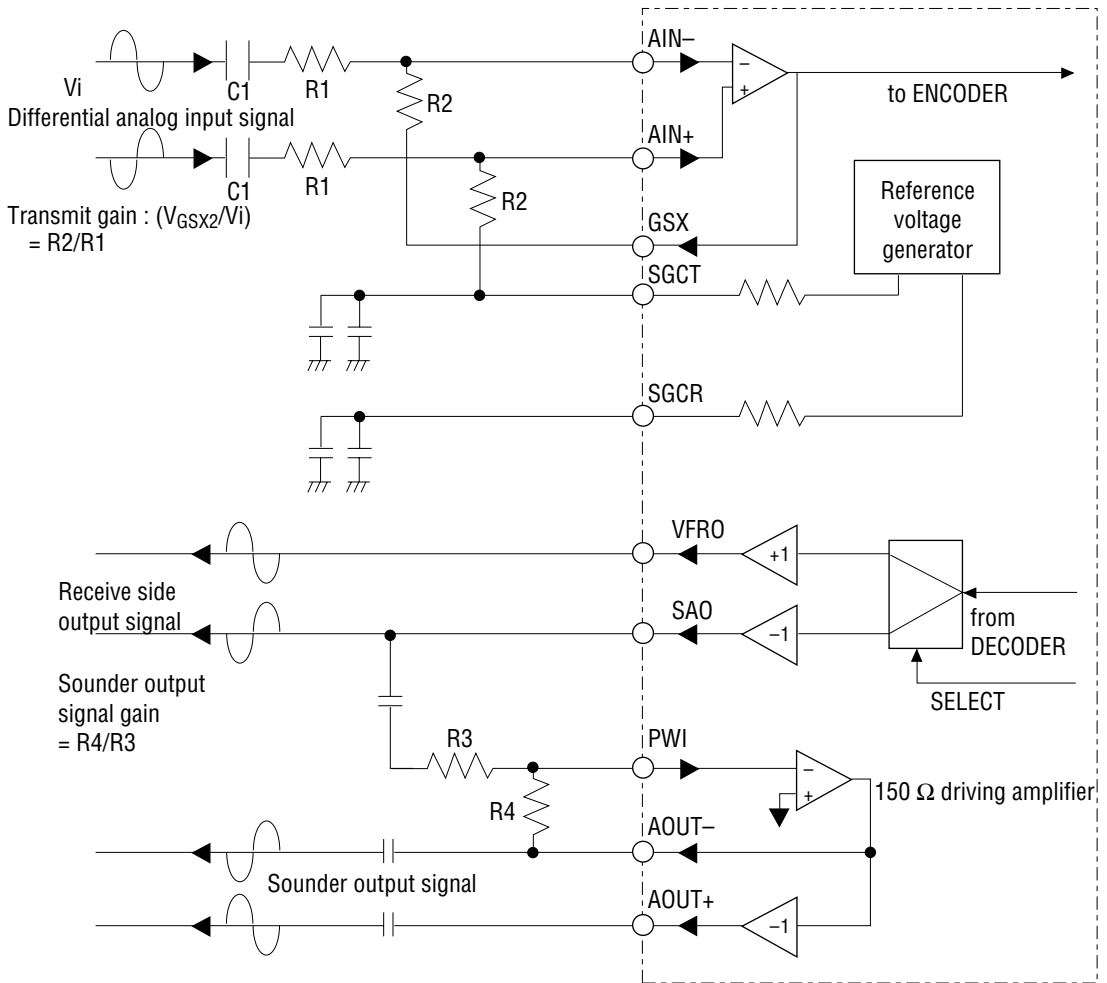 AIN–
Vi
C1
R1
R2
–
+
to ENCODER
Differential analog input signal
AIN+
C1
R1
R2
Transmit gain : (VGSX2/Vi)
= R2/R1
GSX
Reference
voltage
generator
SGCT
SGCR
VFRO
+1
Receive side
output signal
SAO
–1
from
DECODER
SELECT
Sounder output
signal gain
= R4/R3
R3
PWI
–
+
150 Ω driving amplifier
R4
AOUT–
Sounder output signal
AOUT+
–1